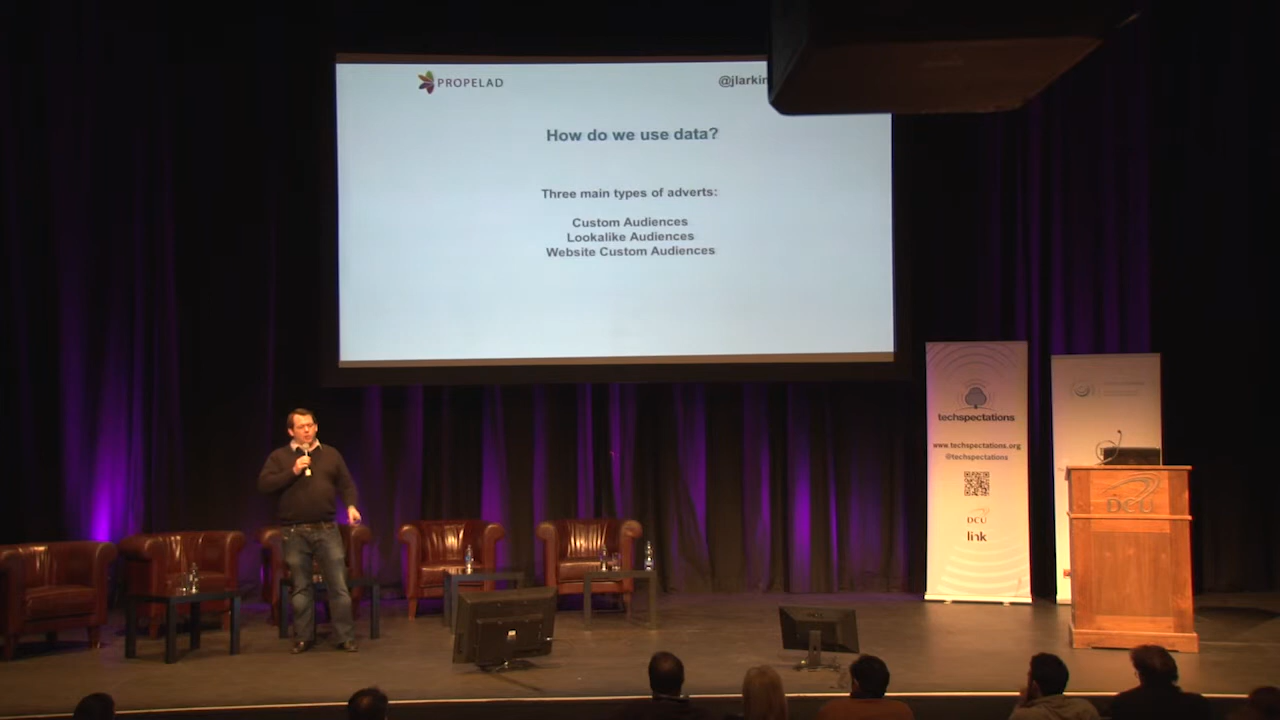 PROPELAD
@jlarkin
How do we use data?
Three main types of adverts:
Custom Audiences
Lookalike Audiences
Website Custom Audiences
techspectations
www.techspectations.org
@techspectations
DCU
link
DCU